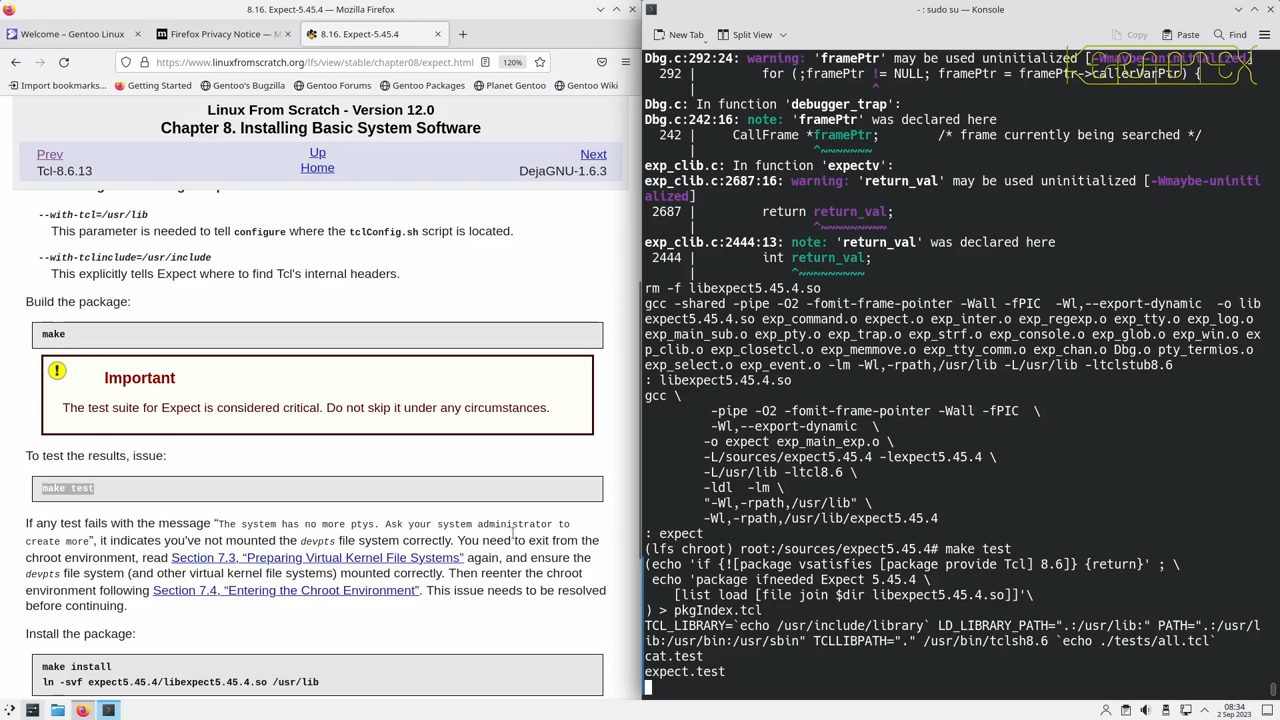 8.16. Expect-5.45.4 — Mozilla Firefox
Welcome – Gentoo Linux
Firefox Privacy Notice — M
8.16. Expect-5.45.4
https://www.linuxfromscratch.org/lfs/view/stable/chapter08/expect.html
120%
Import bookmarks...
Getting Started
Gentoo's Bugzilla
Gentoo Forums
Gentoo Packages
Planet Gentoo
Gentoo Wiki
Linux From Scratch - Version 12.0
Chapter 8. Installing Basic System Software
Prev
Up
Next
Tcl-8.6.13
Home
DejaGNU-1.6.3
--with-tcl=/usr/lib
This parameter is needed to tell configure where the tclConfig.sh script is located.
--with-tclinclude=/usr/include
This explicitly tells Expect where to find Tcl's internal headers.
Build the package:
make
Important
The test suite for Expect is considered critical. Do not skip it under any circumstances.
To test the results, issue:
make test
If any test fails with the message “The system has no more ptys. Ask your system administrator to
create more”, it indicates you've not mounted the devpts file system correctly. You need to exit from the
chroot environment, read Section 7.3, “Preparing Virtual Kernel File Systems” again, and ensure the
devpts file system (and other virtual kernel file systems) mounted correctly. Then reenter the chroot
environment following Section 7.4, “Entering the Chroot Environment”. This issue needs to be resolved
before continuing.
Install the package:
make install
ln -svf expect5.45.4/libexpect5.45.4.so /usr/lib
- : sudo su — Konsole
New Tab
Split View
Copy
Paste
Find
Dbg.c:292:24: warning: 'framePtr' may be used uninitialized [-Wmaybe-uninitialized]
292 | for (;framePtr != NULL; framePtr = framePtr->callerVarPtr) {
| ^
Dbg.c: In function 'debugger_trap':
Dbg.c:242:16: note: 'framePtr' was declared here
242 | CallFrame *framePtr; /* frame currently being searched */
| ^~~~~~~~
exp_clib.c: In function 'expectv':
exp_clib.c:2687:16: warning: 'return_val' may be used uninitialized [-Wmaybe-uniniti
alized]
2687 | return return_val;
| ^~~~~~~~~~
exp_clib.c:2444:13: note: 'return_val' was declared here
2444 | int return_val;
| ^~~~~~~~~~
rm -f libexpect5.45.4.so
gcc -shared -pipe -O2 -fomit-frame-pointer -Wall -fPIC -Wl,--export-dynamic -o lib
expect5.45.4.so exp_command.o expect.o exp_inter.o exp_regexp.o exp_tty.o exp_log.o
exp_main_sub.o exp_pty.o exp_trap.o exp_strf.o exp_console.o exp_glob.o exp_win.o ex
p_clib.o exp_closetcl.o exp_memmove.o exp_tty_comm.o exp_chan.o Dbg.o pty_termios.o
exp_select.o exp_event.o -lm -Wl,-rpath,/usr/lib -L/usr/lib -ltclstub8.6
: libexpect5.45.4.so
gcc \
-pipe -O2 -fomit-frame-pointer -Wall -fPIC \
-Wl,--export-dynamic \
-o expect exp_main_exp.o \
-L/sources/expect5.45.4 -lexpect5.45.4 \
-L/usr/lib -ltcl8.6 \
-ldl -lm \
"-Wl,-rpath,/usr/lib" \
-Wl,-rpath,/usr/lib/expect5.45.4
: expect
(lfs chroot) root:/sources/expect5.45.4# make test
(echo 'if {![package vsatisfies [package provide Tcl] 8.6]} {return}' ; \
echo 'package ifneeded Expect 5.45.4 \
[list load [file join $dir libexpect5.45.4.so]]'\
) > pkgIndex.tcl
TCL_LIBRARY=`echo /usr/include/library` LD_LIBRARY_PATH=".:/usr/lib:" PATH=".:/usr/l
ib:/usr/bin:/usr/sbin" TCLLIBPATH="." /usr/bin/tclsh8.6 `echo ./tests/all.tcl`
cat.test
expect.test
08:34
2 Sep 2023